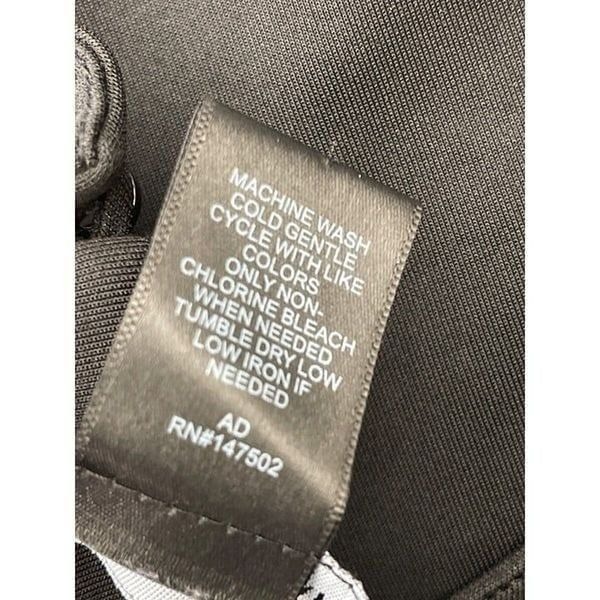 MACHINE WASH
COLD GENTLE
CYCLE WITH LIKE
COLORS
ONLY NON-
CHLORINE BLEACH
WHEN NEEDED
TUMBLE DRY LOW
LOW IRON IF
NEEDED
AD
RN#147502